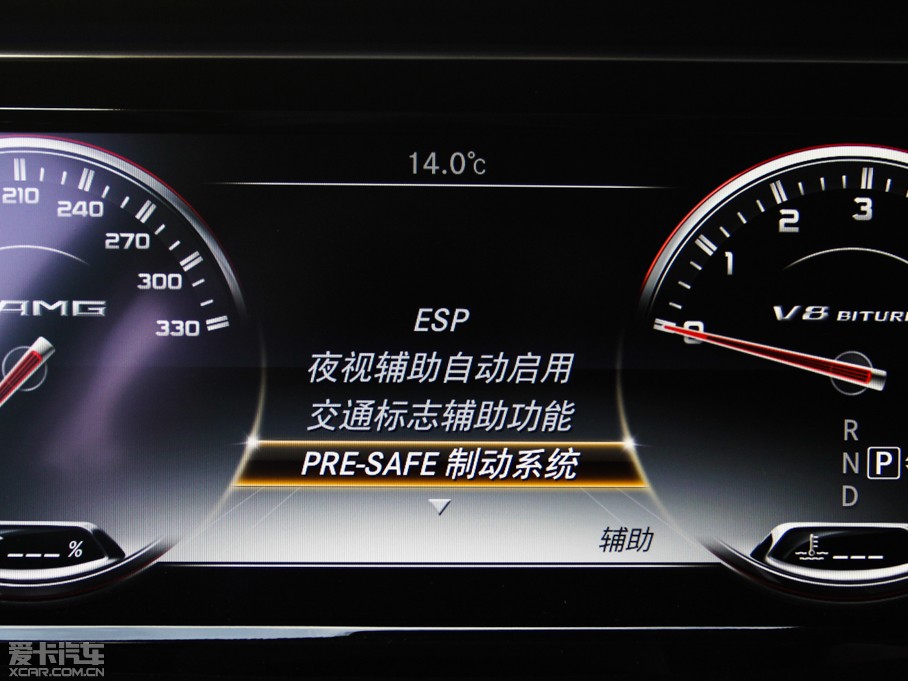 14.0℃
210
240
270
300
330
AMG
ESP
夜视辅助自动启用
交通标志辅助功能
PRE-SAFE 制动系统
辅助
0
1
2
3
V8 BITUR
R
N
P
D
---%
---
爱卡汽车
XCAR.COM.CN